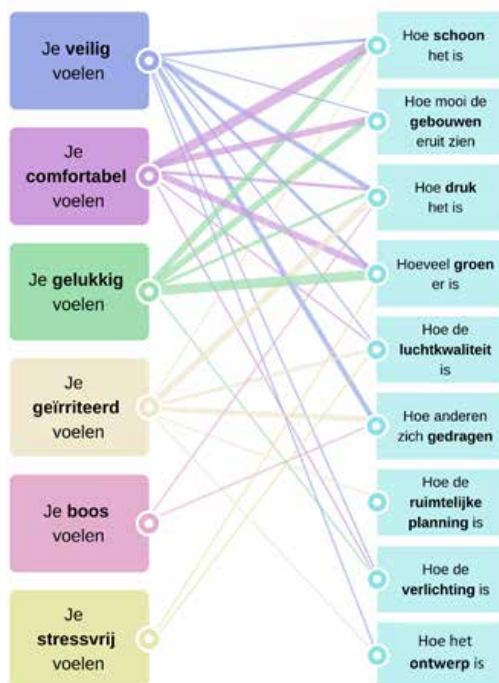 Je veilig
voelen
Je
comfortabel
voelen
Je gelukkig
voelen
Je
geïrriteerd
voelen
Je boos
voelen
Je
stressvrij
voelen
Hoe schoon
het is
Hoe mooi de
gebouwen
eruit zien
Hoe druk
het is
Hoeveel groen
er is
Hoe de
luchtkwaliteit
is
Hoe anderen
zich gedragen
Hoe de
ruimtelijke
planning is
Hoe de
verlichting is
Hoe het
ontwerp is